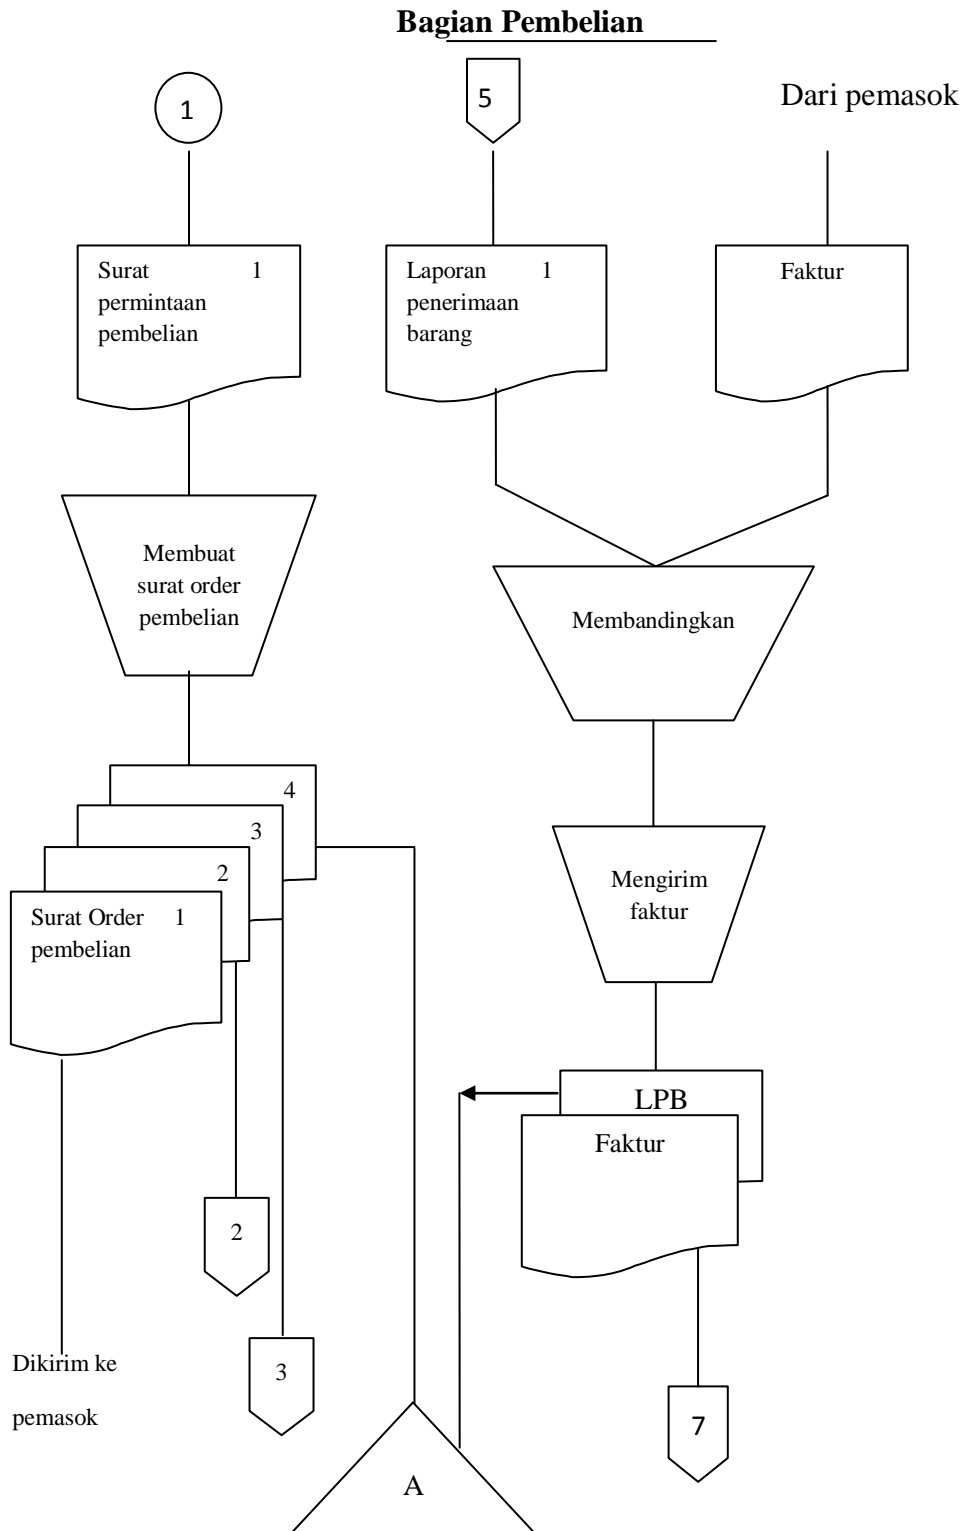 Bagian Pembelian
1
5
Dari pemasok
Surat 1
permintaan
pembelian
Laporan 1
penerimaan
barang
Faktur
Membuat
surat order
pembelian
Membandingkan
4
3
2
Surat Order 1
pembelian
Mengirim
faktur
LPB
Faktur
2
3
Dikirim ke
pemasok
7
A